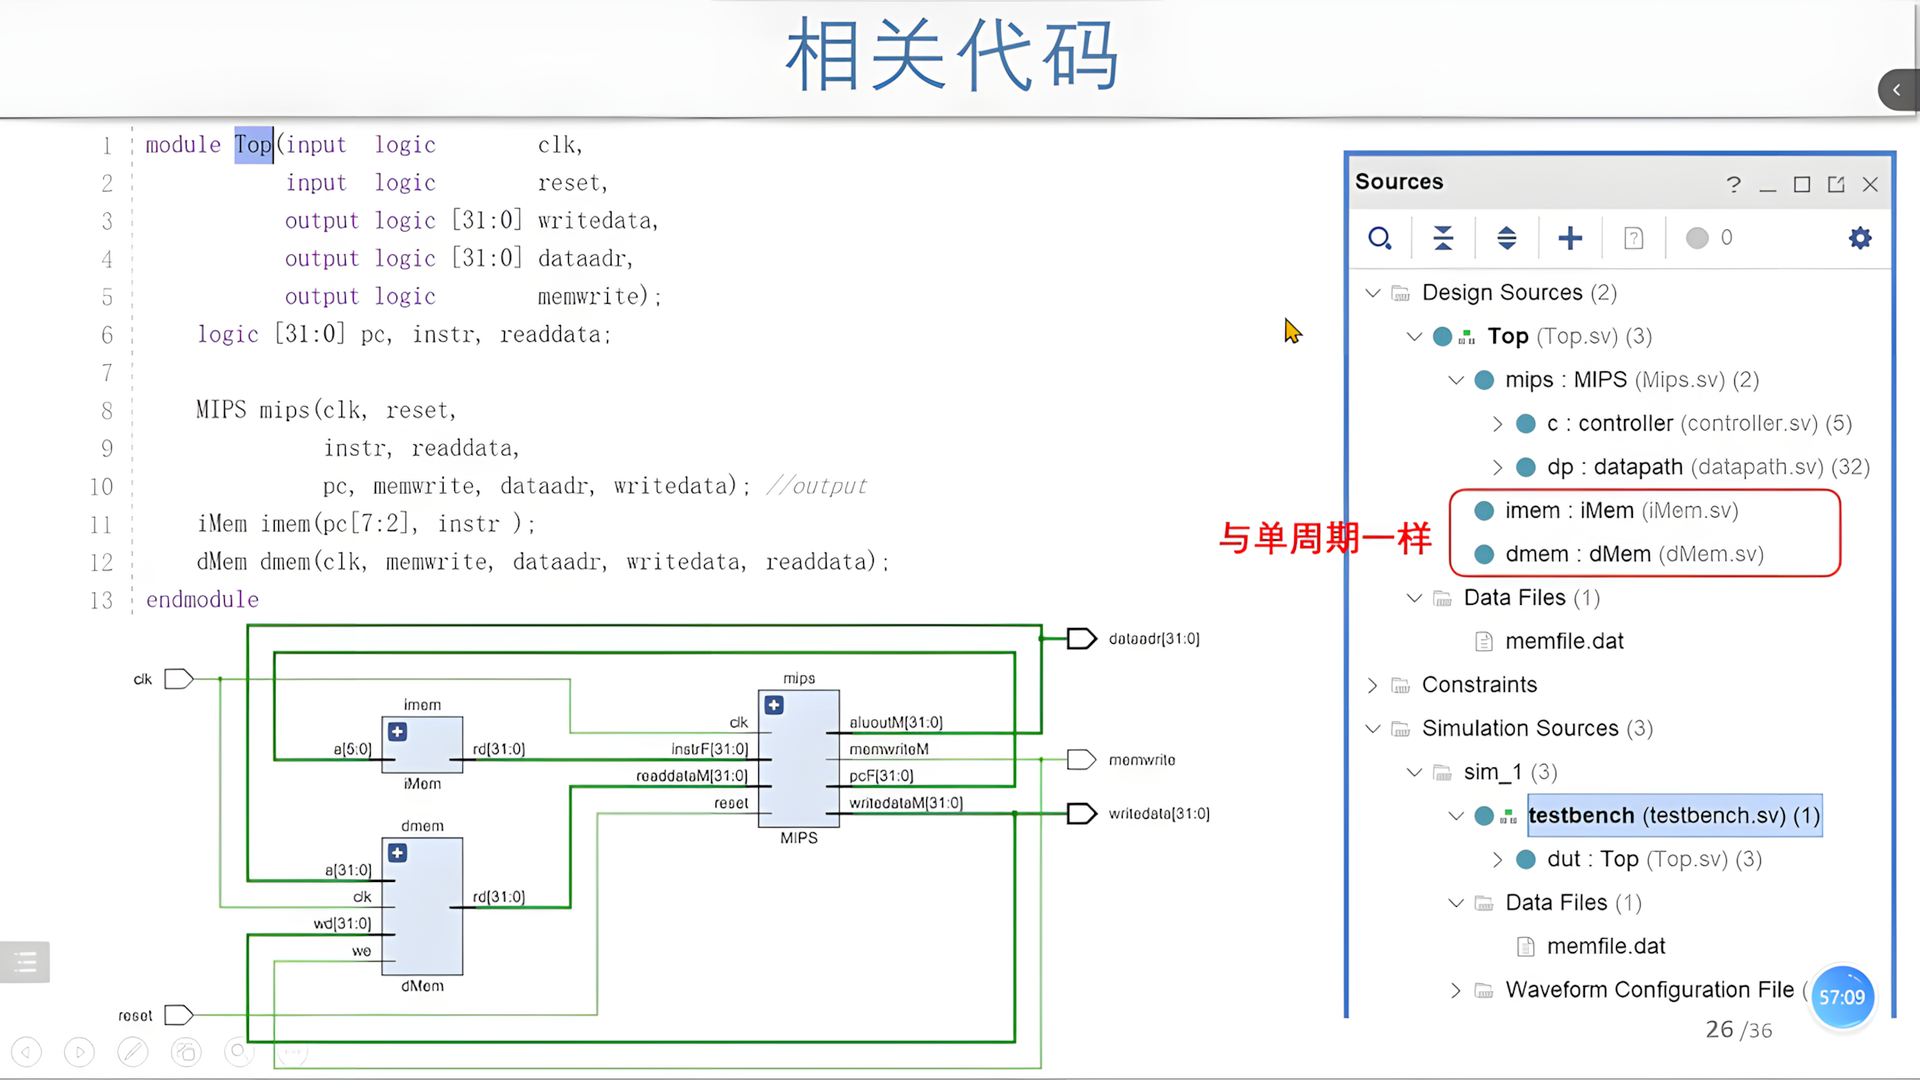 相关代码
1 module Top(input logic clk,
2 input logic reset,
3 output logic [31:0] writedata,
4 output logic [31:0] dataadr,
5 output logic memwrite);
6 logic [31:0] pc, instr, readdata;
7
8 MIPS mips(clk, reset,
9 instr, readdata,
10 pc, memwrite, dataadr, writedata); //output
11 iMem imem(pc[7:2], instr );
12 dMem dmem(clk, memwrite, dataadr, writedata, readdata);
13 endmodule
Sources
? 0
Design Sources (2)
Top (Top.sv) (3)
mips : MIPS (Mips.sv) (2)
c : controller (controller.sv) (5)
dp : datapath (datapath.sv) (32)
与单周期一样
imem : iMem (iMem.sv)
dmem : dMem (dMem.sv)
Data Files (1)
memfile.dat
Constraints
Simulation Sources (3)
sim_1 (3)
testbench (testbench.sv) (1)
dut : Top (Top.sv) (3)
Data Files (1)
memfile.dat
Waveform Configuration File (
57:09
26 /36
clk
reset
imem
a[5:0]
rd[31:0]
iMem
dmem
a[31:0]
clk
wd[31:0]
we
rd[31:0]
dMem
mips
clk
instrF[31:0]
readdataM[31:0]
reset
aluoutM[31:0]
memwriteM
pcF[31:0]
writedataM[31:0]
MIPS
dataadr[31:0]
memwrite
writedata[31:0]